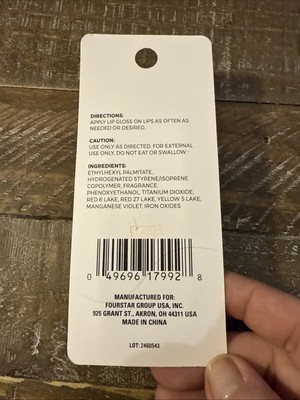 DIRECTIONS:
APPLY LIP GLOSS ON LIPS AS OFTEN AS
NEEDED OR DESIRED.
CAUTION:
USE ONLY AS DIRECTED. FOR EXTERNAL
USE ONLY. DO NOT EAT OR SWALLOW.
INGREDIENTS:
ETHYLHEXYL PALMITATE,
HYDROGENATED STYRENE/ISOPRENE
COPOLYMER, FRAGRANCE,
PHENOXYETHANOL, TITANIUM DIOXIDE,
RED 6 LAKE, RED 27 LAKE, YELLOW 5 LAKE,
MANGANESE VIOLET, IRON OXIDES
0 49696 17992 8
MANUFACTURED FOR:
FOURSTAR GROUP USA, INC.
925 GRANT ST., AKRON, OH 44311 USA
MADE IN CHINA
LOT: 2460543